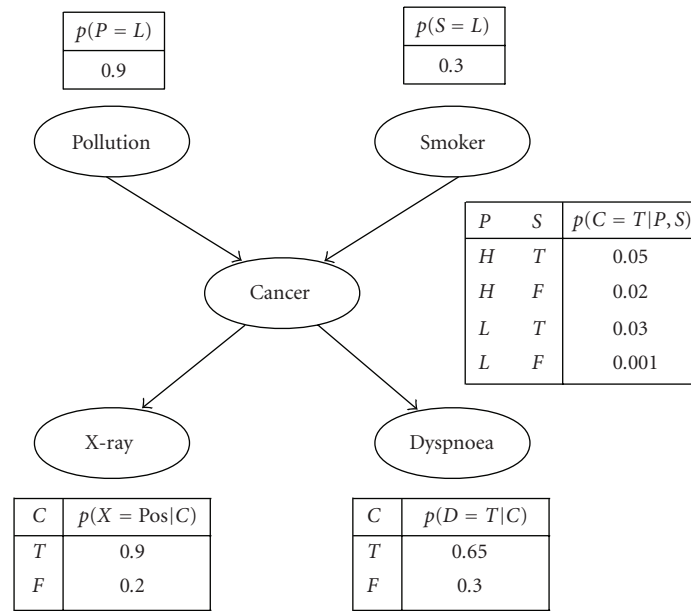 p(P = L)
0.9
p(S = L)
0.3
Pollution
Smoker
P S p(C = T|P, S)
H T 0.05
H F 0.02
L T 0.03
L F 0.001
Cancer
X-ray
Dyspnoea
C p(X = Pos|C)
T 0.9
F 0.2
C p(D = T|C)
T 0.65
F 0.3